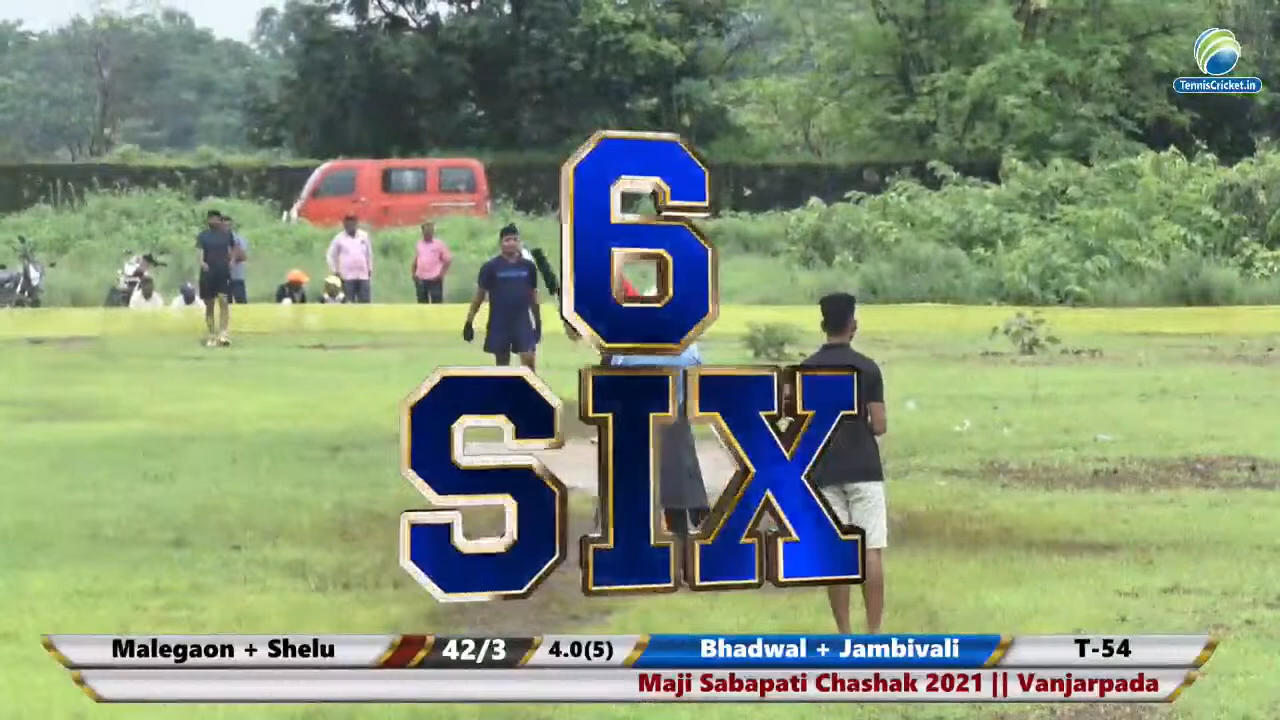 TennisCricket.in
6
SIX
Malegaon + Shelu 42/3 4.0(5) Bhadwal + Jambivali T-54
Maji Sabapati Chashak 2021 || Vanjarpada